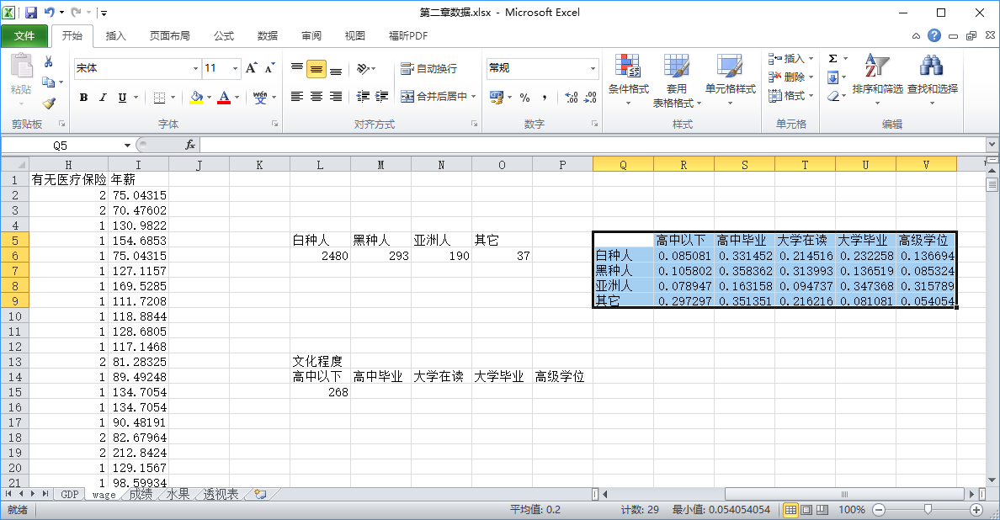 第二章数据.xlsx - Microsoft Excel
文件 开始 插入 页面布局 公式 数据 审阅 视图 福昕PDF
宋体 11 自动换行 常规 插入
粘贴 条件格式 套用 单元格样式 删除 排序和筛选 查找和选择
B I U 合并后居中 % 表格格式 格式
剪贴板 字体 对齐方式 数字 样式 单元格 编辑
Q5 fx
H I J K L M N O P Q R S T U V
1 有无医疗保险 年薪
2 2 75.04315
3 2 70.47602
4 1 130.9822
5 1 154.6853 白种人 黑种人 亚洲人 其它 高中以下 高中毕业 大学在读 大学毕业 高级学位
6 1 75.04315 2480 293 190 37 白种人 0.085081 0.331452 0.214516 0.232258 0.136694
7 1 127.1157 黑种人 0.105802 0.358362 0.313993 0.136519 0.085324
8 1 169.5285 亚洲人 0.078947 0.163158 0.094737 0.347368 0.315789
9 1 111.7208 其它 0.297297 0.351351 0.216216 0.081081 0.054054
10 1 118.8844
11 1 128.6805
12 1 117.1468
13 2 81.28325 文化程度
14 1 89.49248 高中以下 高中毕业 大学在读 大学毕业 高级学位
15 1 134.7054 268
16 1 134.7054
17 1 90.48191
18 2 82.67964
19 2 212.8424
20 1 129.1567
21 1 98.59934
GDP wage 成绩 水果 透视表
就绪 平均值: 0.2 计数: 29 最小值: 0.054054054 100%